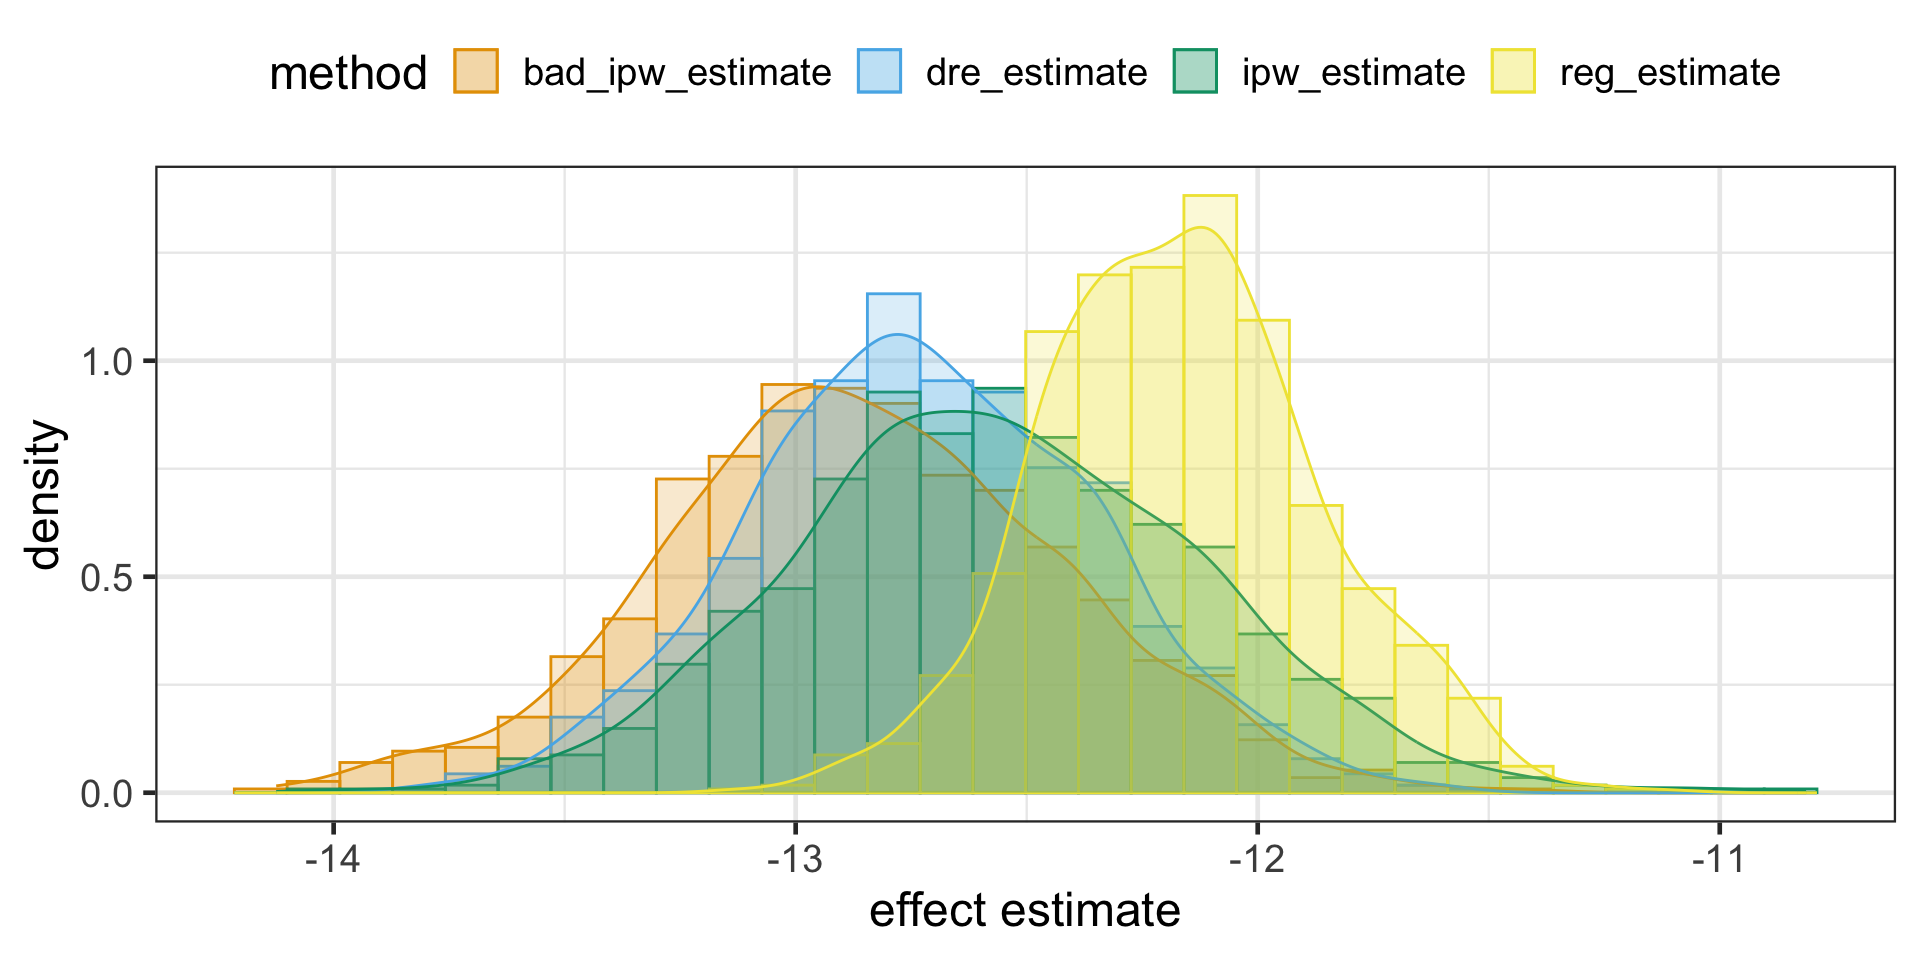 method bad_ipw_estimate dre_estimate ipw_estimate reg_estimate
density
1.0
0.5
0.0
-14 -13 -12 -11
effect estimate